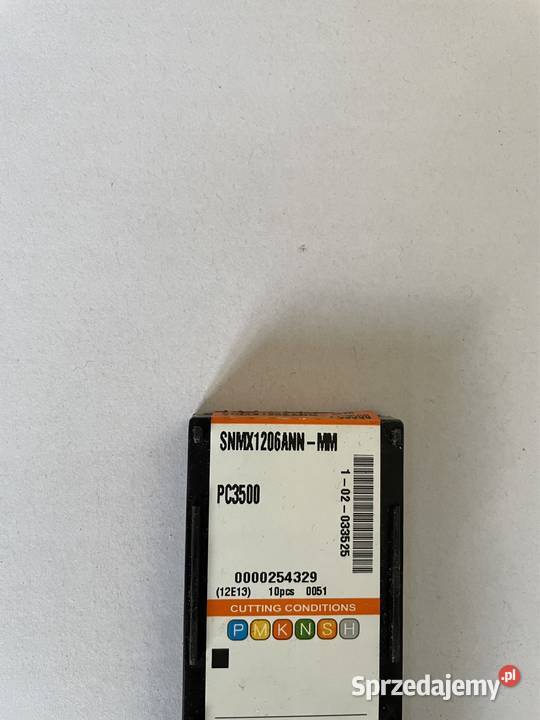 SNMX1206ANN-MM
PC3500
1-02-033525
0000254329
(12E13) 10pcs 0051
CUTTING CONDITIONS
P M K N S H
Sprzedajemy.pl